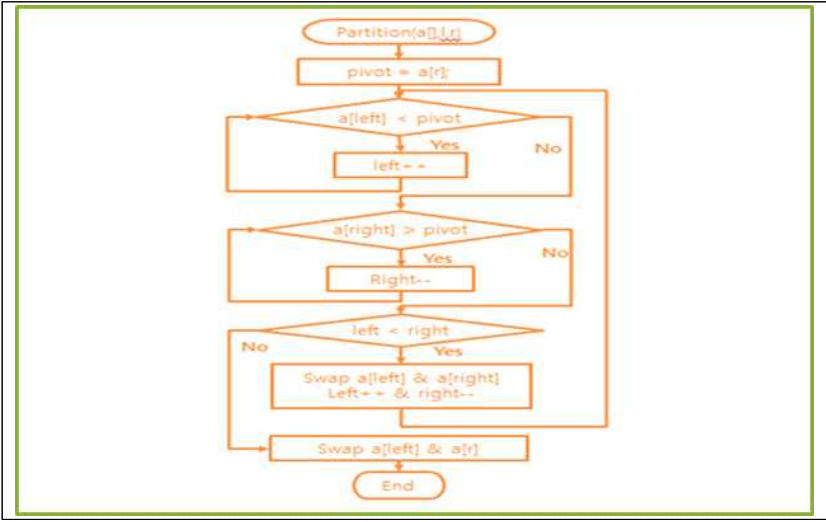 Partition(a[],l,r)
pivot = a[r];
a[left] < pivot
Yes
No
left++
a[right] > pivot
No
Yes
Right--
left < right
No
Yes
Swap a[left] & a[right]
Left++ & right--
Swap a[left] & a[r]
End